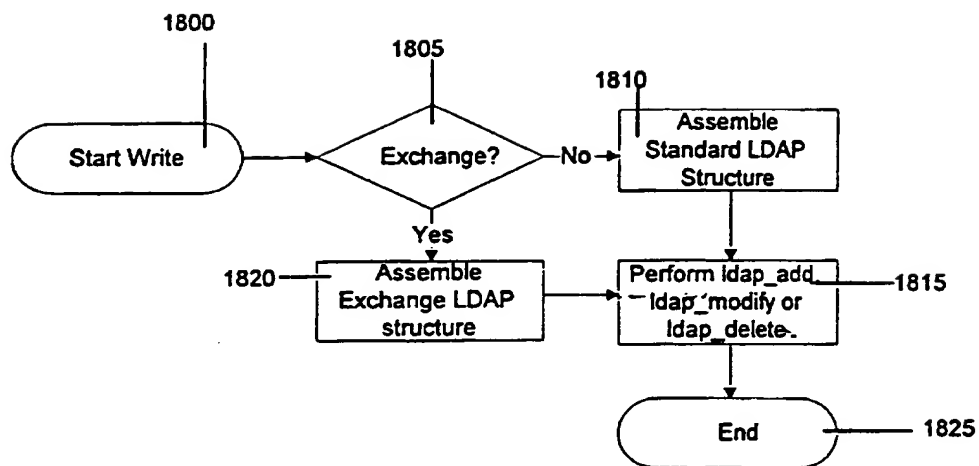 1800
1805
1810
Start Write
Exchange?
No
Assemble
Standard LDAP
Structure
Yes
1820
Assemble
Exchange LDAP
structure
Perform ldap_add,
ldap_modify or
ldap_delete.
1815
End
1825